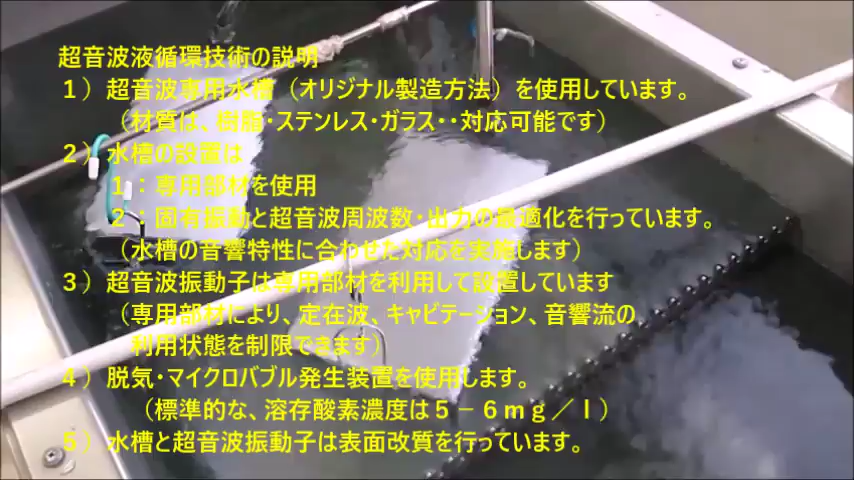 超音波液循環技術の説明
1）超音波専用水槽（オリジナル製造方法）を使用しています。
（材質は、樹脂・ステンレス・ガラス・・対応可能です）
2）水槽の設置は
1：専用部材を使用
2：固有振動と超音波周波数・出力の最適化を行っています。
（水槽の音響特性に合わせた対応を実施します）
3）超音波振動子は専用部材を利用して設置しています
（専用部材により、定在波、キャビテーション、音響流の
利用状態を制限できます）
4）脱気・マイクロバブル発生装置を使用します。
（標準的な、溶存酸素濃度は5－6mg／l）
5）水槽と超音波振動子は表面改質を行っています。